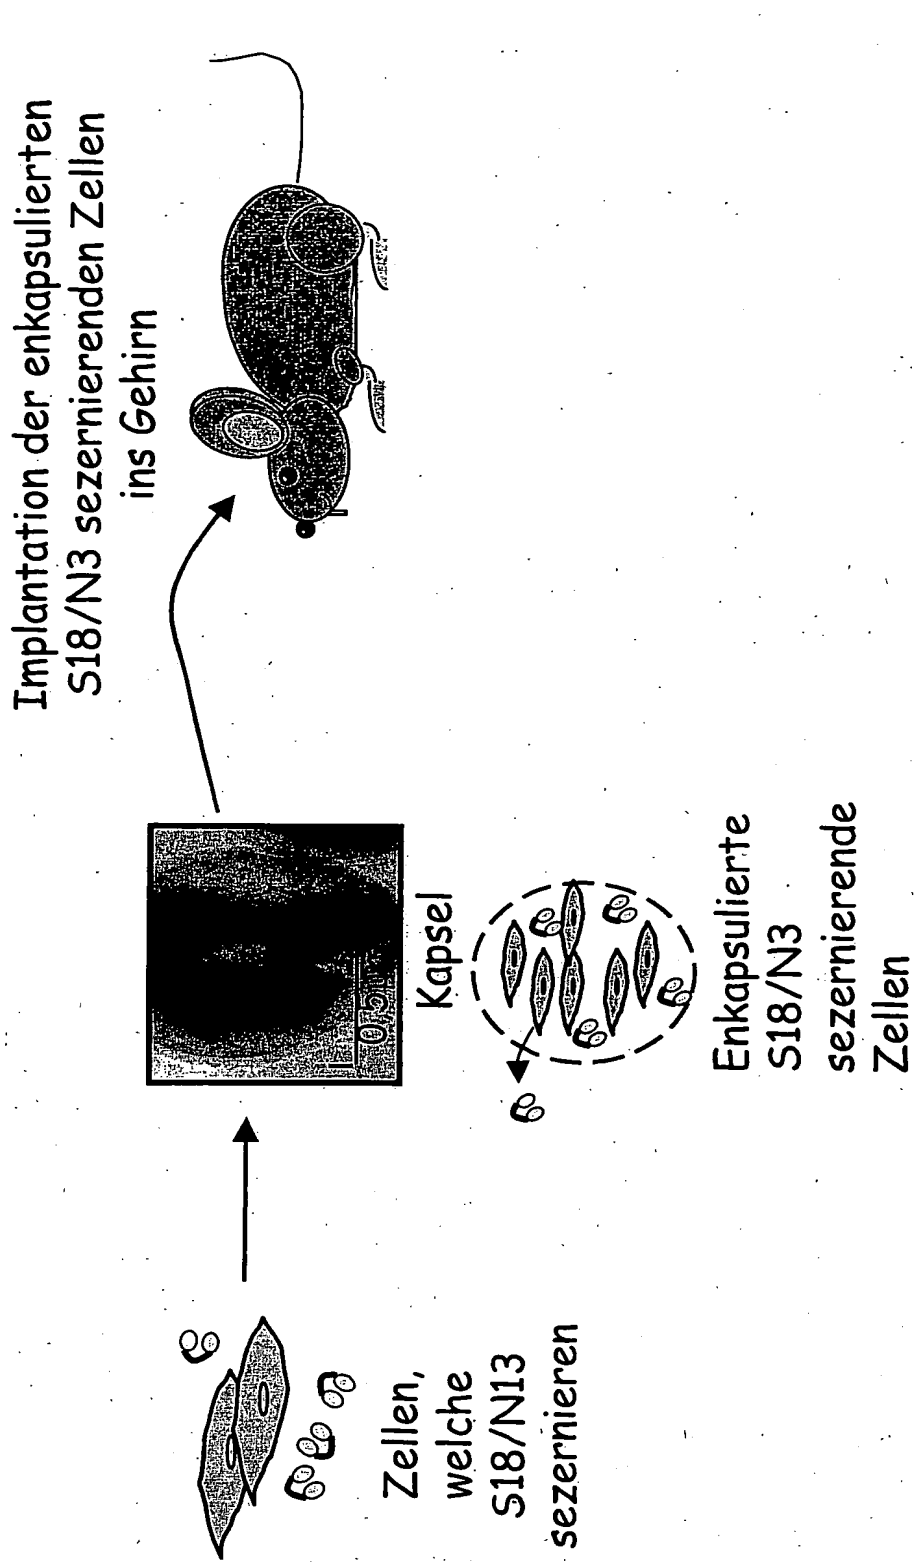 Zellen,
welche
S18/N13
sezernieren
Kapsel
Enkapsulierte
S18/N3
sezernierende
Zellen
Implantation der enkapsulierten
S18/N3 sezernierenden Zellen
ins Gehirn